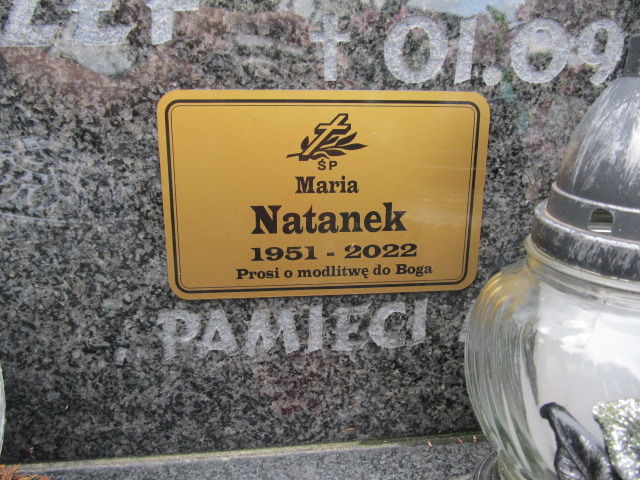 † 01.09
ŚP
Maria
Natanek
1951 - 2022
Prosi o modlitwę do Boga
„PAMIĘCI